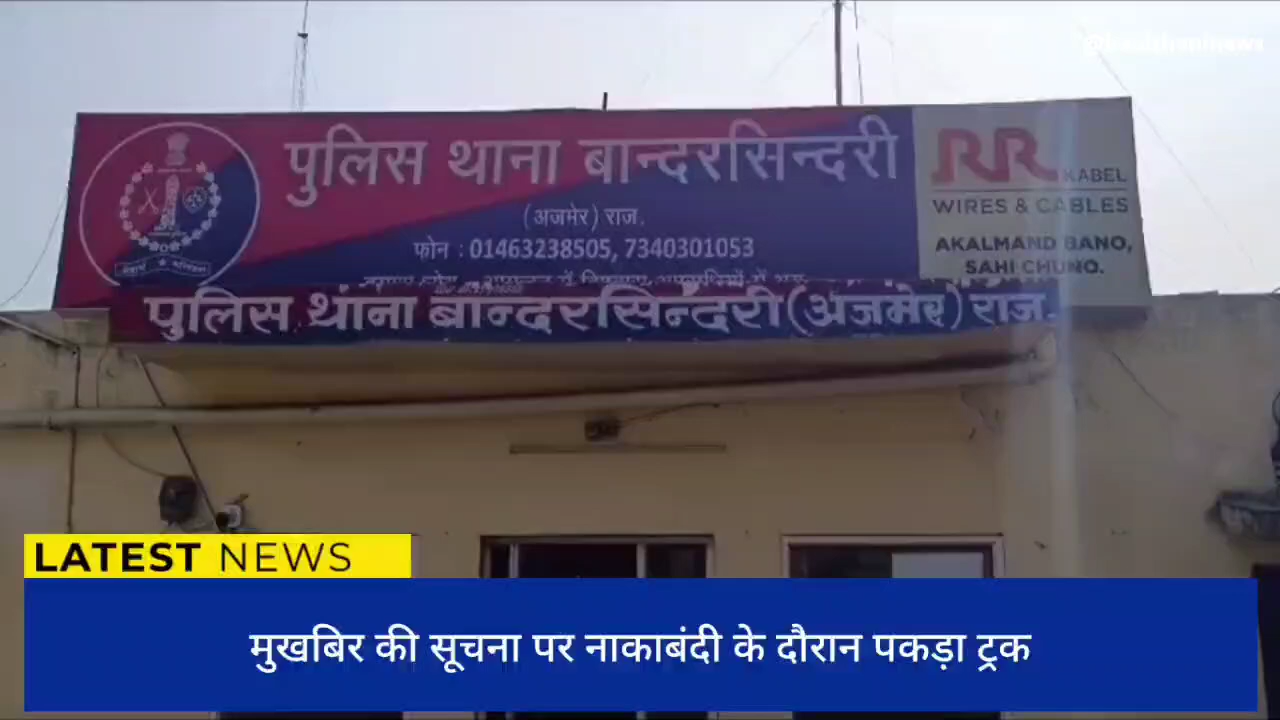 पुलिस थाना बान्दरसिन्दरी
(अजमेर) राज.
फोन : 01463238505, 7340301053
RR
KABEL
WIRES & CABLES
AKALMAND BANO,
SAHI CHUNO.
पुलिस थाना बान्दरसिन्दरी (अजमेर) राज.
LATEST NEWS
मुखबिर की सूचना पर नाकाबंदी के दौरान पकड़ा ट्रक